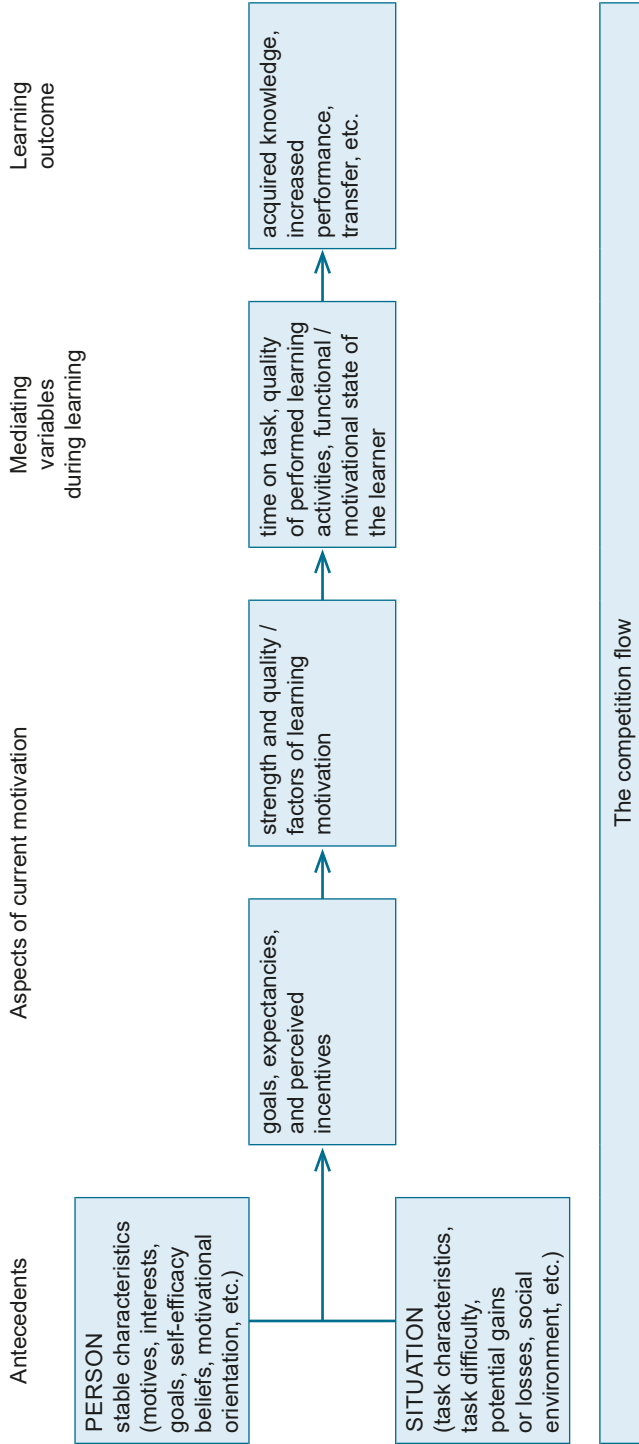 Antecedents
Aspects of current motivation
Mediating
variables
during learning
Learning
outcome
PERSON
stable characteristics
(motives, interests,
goals, self-efficacy
beliefs, motivational
orientation, etc.)
SITUATION
(task characteristics,
task difficulty,
potential gains
or losses, social
environment, etc.)
goals, expectancies,
and perceived
incentives
strength and quality /
factors of learning
motivation
time on task, quality
of performed learning
activities, functional /
motivational state of
the learner
acquired knowledge,
increased
performance,
transfer, etc.
The competition flow